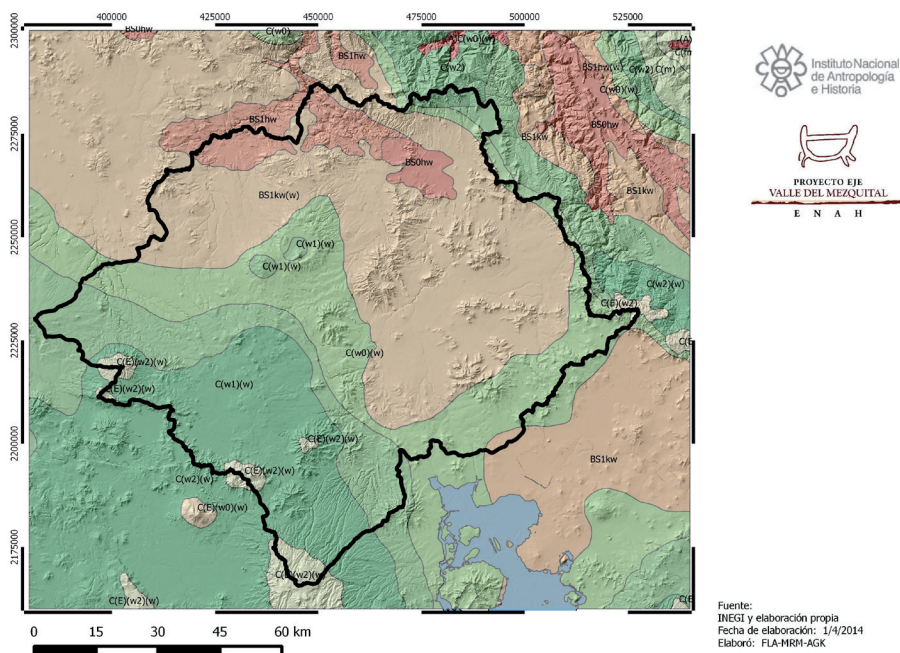 400000 425000 450000 475000 500000 525000
2300000
2275000
2250000
2225000
2200000
2175000
BS0hw
C(w0)
BS1hw
C(w2)
BS1hw(w)
C(w2)
C(m)
C(w0)(w)
BS1hw
BS1kw
BS0hw
BS0hw
BS1kw
BS1kw(w)
C(w1)(w)
C(w1)(w)
C(w2)(w)
C(E)(w2)
C(w0)(w)
C(E)(w2)(w)
C(w1)(w)
C(E)(w2)(w)
C(E)(w2)(w)
BS1kw
C(E)(w2)(w)
C(w2)(w)
C(E)(w0)(w)
C(E)(w2)(w)
C(E)(w2)(w)
0 15 30 45 60 km
Instituto Nacional
de Antropología
e Historia
PROYECTO EJE
VALLE DEL MEZQUITAL
E N A H
Fuente:
INEGI y elaboración propia
Fecha de elaboración: 1/4/2014
Elaboró: FLA-MRM-AGK